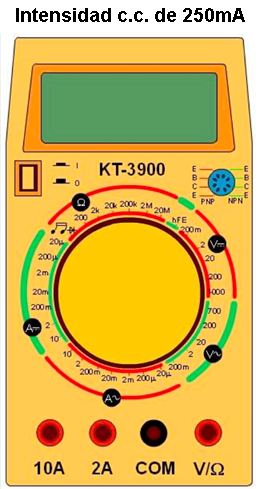 Intensidad c.c. de 250mA
I
O
KT-3900
E
B
C
E
PNP
E
B
C
E
NPN
Ω
200
2k
20k
200k
2M
20M
hFE
200m
2
20
200
1000
V
700
200
20
2
200m
V
20µ
200µ
2m
20m
200m
2
10
A
10
2
200m
20m
2m
200µ
20µ
A
10A
2A
COM
V/Ω